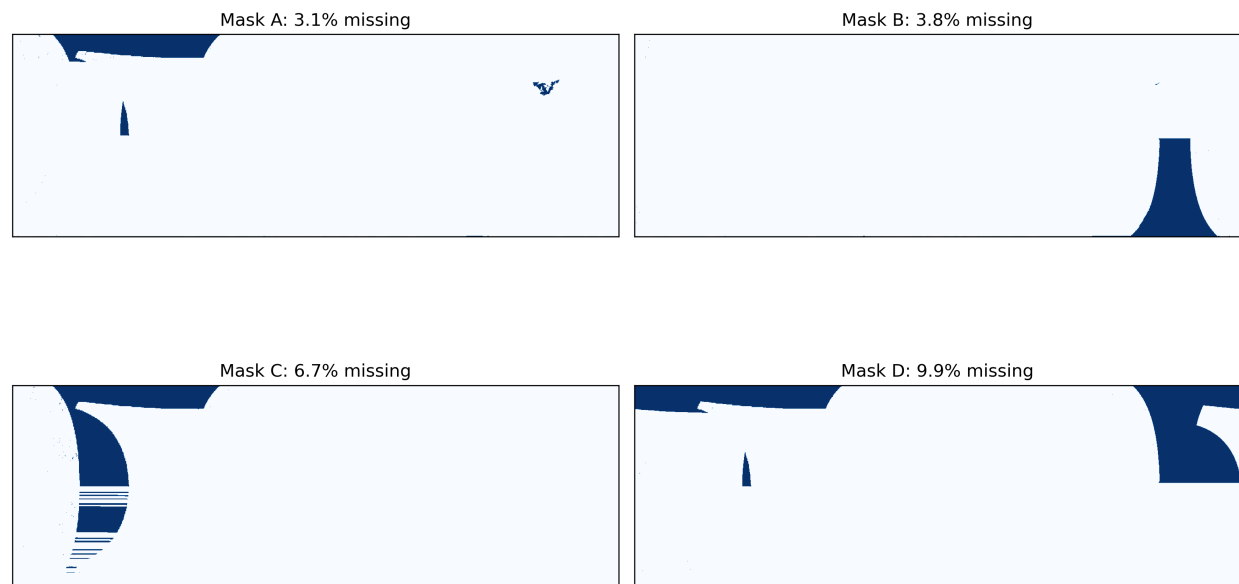 Mask A: 3.1% missing
Mask B: 3.8% missing
Mask C: 6.7% missing
Mask D: 9.9% missing